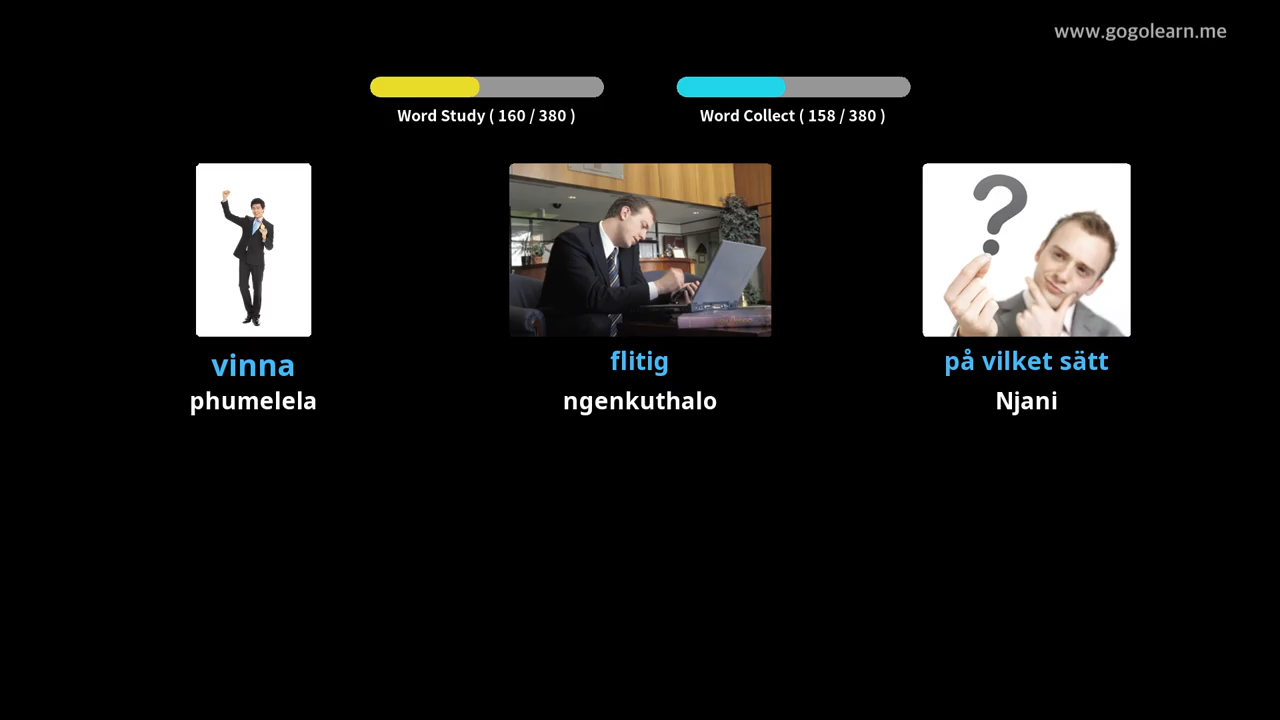 www.gogolearn.me
Word Study ( 160 / 380 )
Word Collect ( 158 / 380 )
vinna
phumelela
flitig
ngenkuthalo
på vilket sätt
Njani